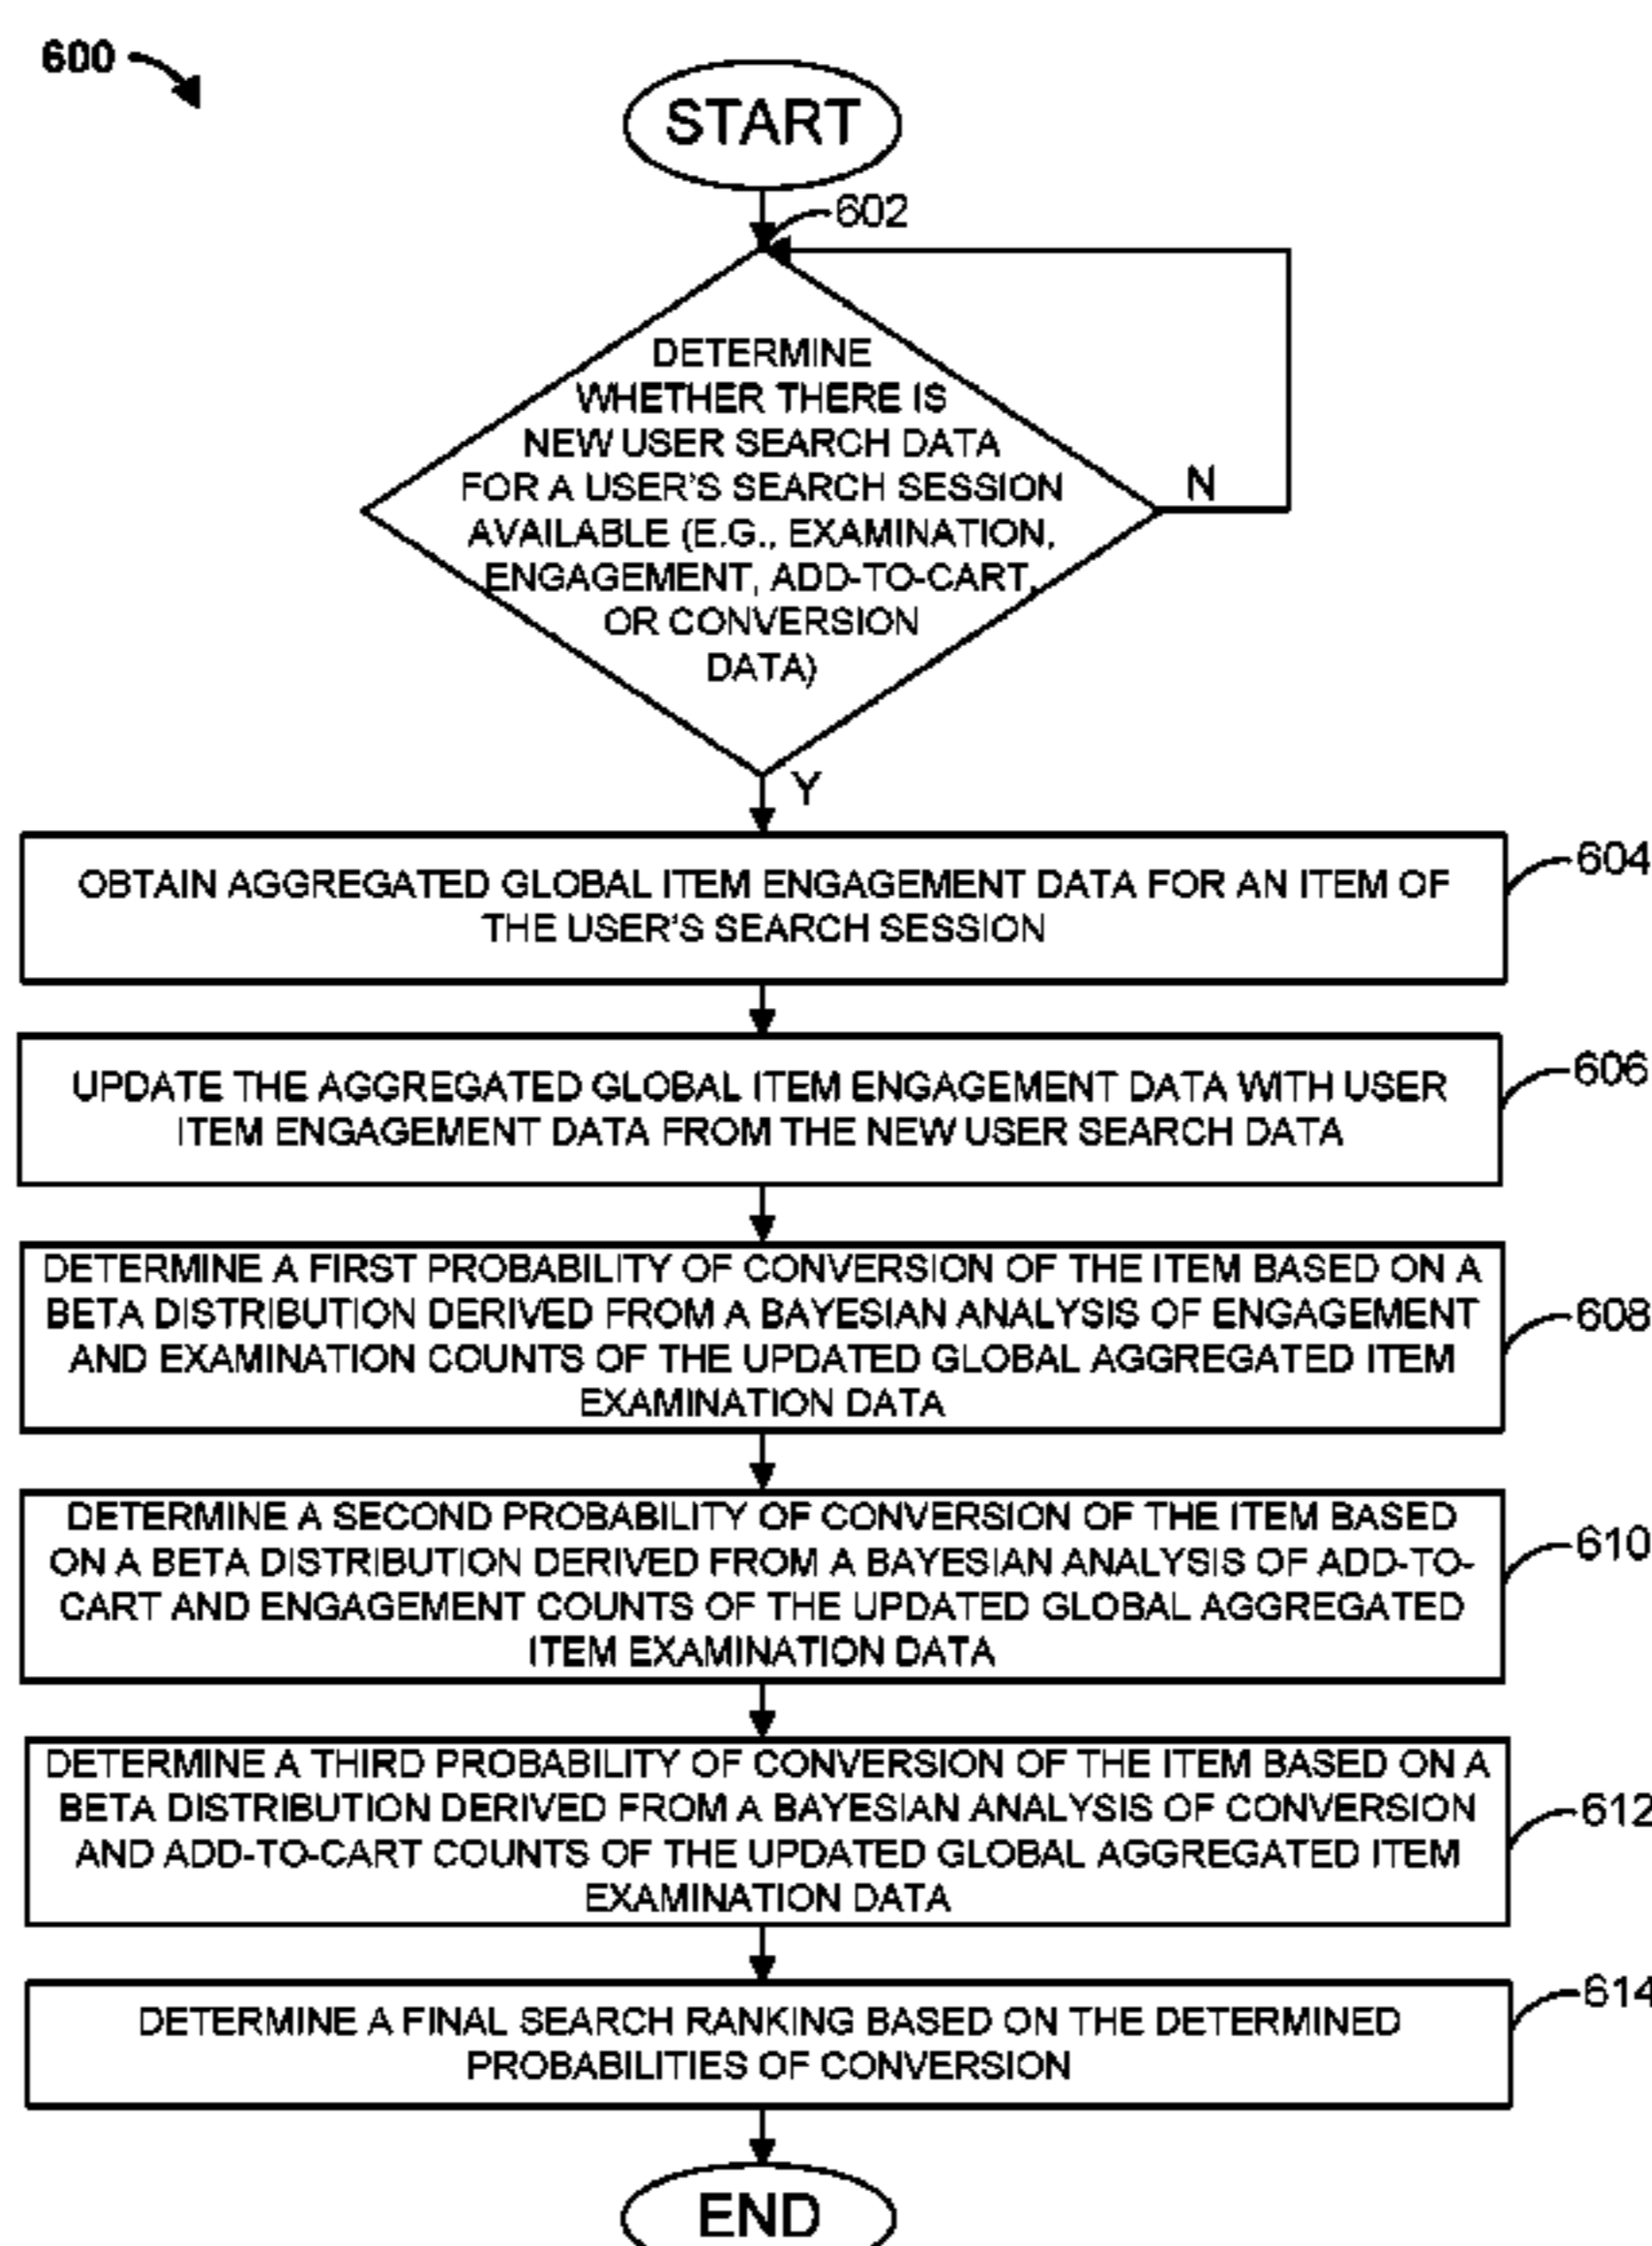 600
START
602
DETERMINE
WHETHER THERE IS
NEW USER SEARCH DATA
FOR A USER'S SEARCH SESSION
AVAILABLE (E.G., EXAMINATION,
ENGAGEMENT, ADD-TO-CART,
OR CONVERSION
DATA)
N
Y
OBTAIN AGGREGATED GLOBAL ITEM ENGAGEMENT DATA FOR AN ITEM OF
THE USER'S SEARCH SESSION
604
UPDATE THE AGGREGATED GLOBAL ITEM ENGAGEMENT DATA WITH USER
ITEM ENGAGEMENT DATA FROM THE NEW USER SEARCH DATA
606
DETERMINE A FIRST PROBABILITY OF CONVERSION OF THE ITEM BASED ON A
BETA DISTRIBUTION DERIVED FROM A BAYESIAN ANALYSIS OF ENGAGEMENT
AND EXAMINATION COUNTS OF THE UPDATED GLOBAL AGGREGATED ITEM
EXAMINATION DATA
608
DETERMINE A SECOND PROBABILITY OF CONVERSION OF THE ITEM BASED
ON A BETA DISTRIBUTION DERIVED FROM A BAYESIAN ANALYSIS OF ADD-TO-
CART AND ENGAGEMENT COUNTS OF THE UPDATED GLOBAL AGGREGATED
ITEM EXAMINATION DATA
610
DETERMINE A THIRD PROBABILITY OF CONVERSION OF THE ITEM BASED ON A
BETA DISTRIBUTION DERIVED FROM A BAYESIAN ANALYSIS OF CONVERSION
AND ADD-TO-CART COUNTS OF THE UPDATED GLOBAL AGGREGATED ITEM
EXAMINATION DATA
612
DETERMINE A FINAL SEARCH RANKING BASED ON THE DETERMINED
PROBABILITIES OF CONVERSION
614
END